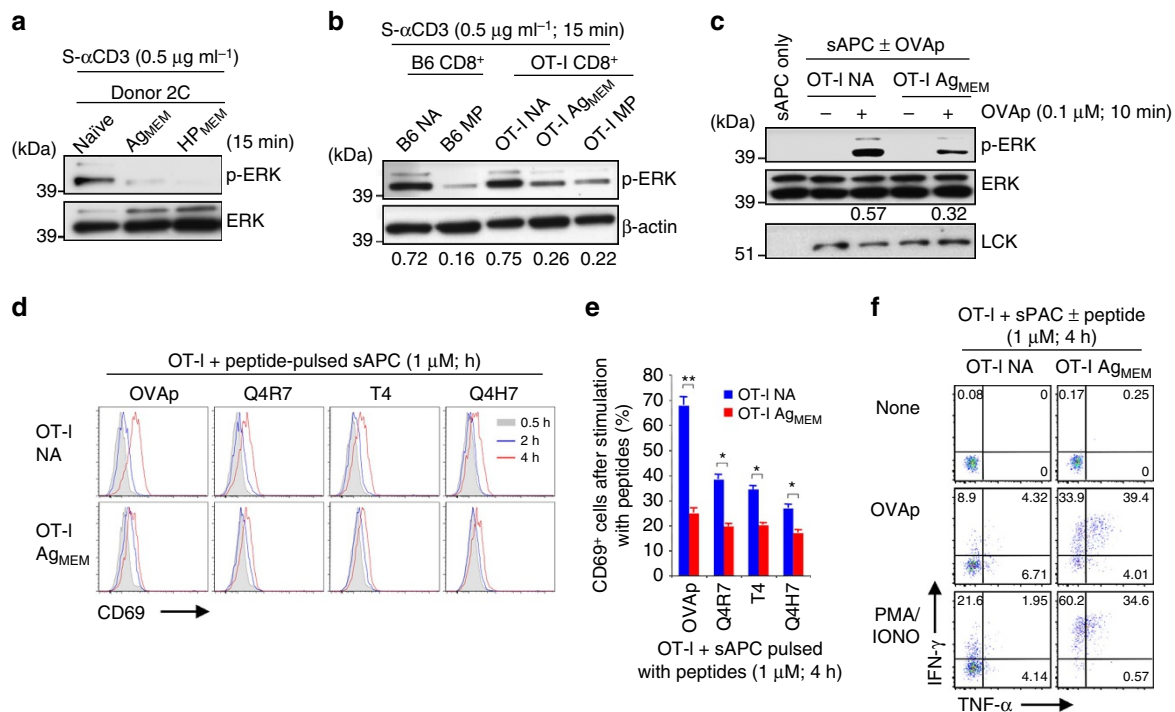 a
S-αCD3 (0.5 μg ml⁻¹)
Donor 2C
Naïve
AgMEM
HPMEM
(15 min)
(kDa)
p-ERK
39
ERK
39
b
S-αCD3 (0.5 μg ml⁻¹; 15 min)
B6 CD8⁺
OT-I CD8⁺
B6 NA
B6 MP
OT-I NA
OT-I AgMEM
OT-I MP
(kDa)
p-ERK
39
β-actin
39
0.72 0.16 0.75 0.26 0.22
c
sAPC only
sAPC ± OVAp
OT-I NA OT-I AgMEM
– + – + OVAp (0.1 μM; 10 min)
(kDa)
p-ERK
39
ERK
39
0.57 0.32
LCK
51
d
OT-I + peptide-pulsed sAPC (1 μM; h)
OVAp Q4R7 T4 Q4H7
OT-I
NA
0.5 h
2 h
4 h
OT-I
AgMEM
CD69
e
CD69⁺ cells after stimulation
with peptides (%)
80
70
60
50
40
30
20
10
0
** * * *
OT-I NA
OT-I AgMEM
OVAp
Q4R7
T4
Q4H7
OT-I + sAPC pulsed
with peptides (1 μM; 4 h)
f
OT-I + sPAC ± peptide
(1 μM; 4 h)
OT-I NA OT-I AgMEM
None
0.08 0 0.17 0.25
0 0
OVAp
8.9 4.32 33.9 39.4
6.71 4.01
PMA/
IONO
21.6 1.95 60.2 34.6
4.14 0.57
IFN-γ
TNF-α